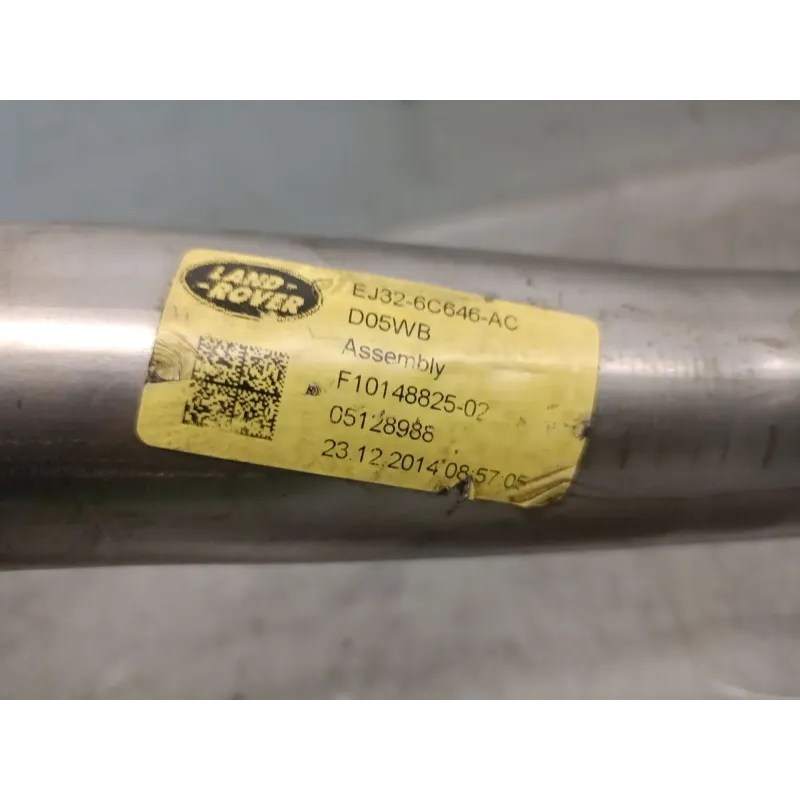 LAND-
-ROVER
EJ32-6C646-AC
D05WB
Assembly
F10148825-02
05128988
23.12.2014 08:57:05